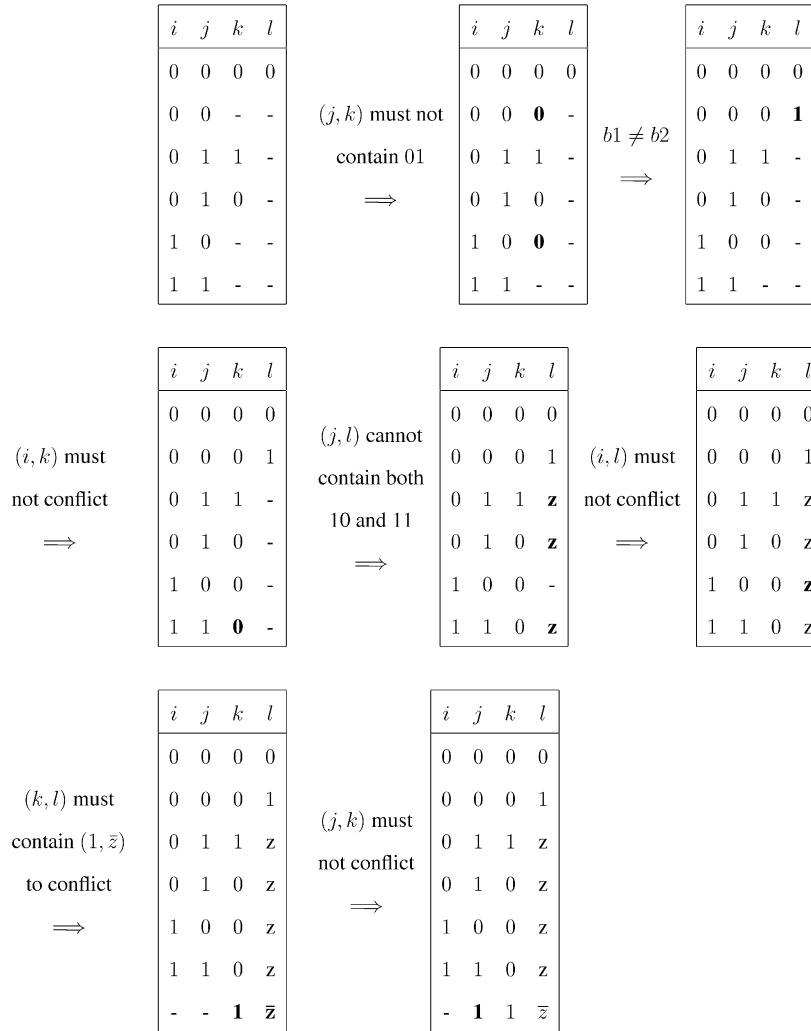 i j k l
0 0 0 0
0 0 - -
0 1 1 -
0 1 0 -
1 0 - -
1 1 - -
(j, k) must not
contain 01
⟹
i j k l
0 0 0 0
0 0 0 -
0 1 1 -
0 1 0 -
1 0 0 -
1 1 - -
b1 ≠ b2
⟹
i j k l
0 0 0 0
0 0 0 1
0 1 1 -
0 1 0 -
1 0 0 -
1 1 - -
(i, k) must
not conflict
⟹
i j k l
0 0 0 0
0 0 0 1
0 1 1 -
0 1 0 -
1 0 0 -
1 1 0 -
(j, l) cannot
contain both
10 and 11
⟹
i j k l
0 0 0 0
0 0 0 1
0 1 1 z
0 1 0 z
1 0 0 -
1 1 0 z
(i, l) must
not conflict
⟹
i j k l
0 0 0 0
0 0 0 1
0 1 1 z
0 1 0 z
1 0 0 z
1 1 0 z
(k, l) must
contain (1, z̄)
to conflict
⟹
i j k l
0 0 0 0
0 0 0 1
0 1 1 z
0 1 0 z
1 0 0 z
1 1 0 z
- - 1 z̄
(j, k) must
not conflict
⟹
i j k l
0 0 0 0
0 0 0 1
0 1 1 z
0 1 0 z
1 0 0 z
1 1 0 z
- 1 1 z̄